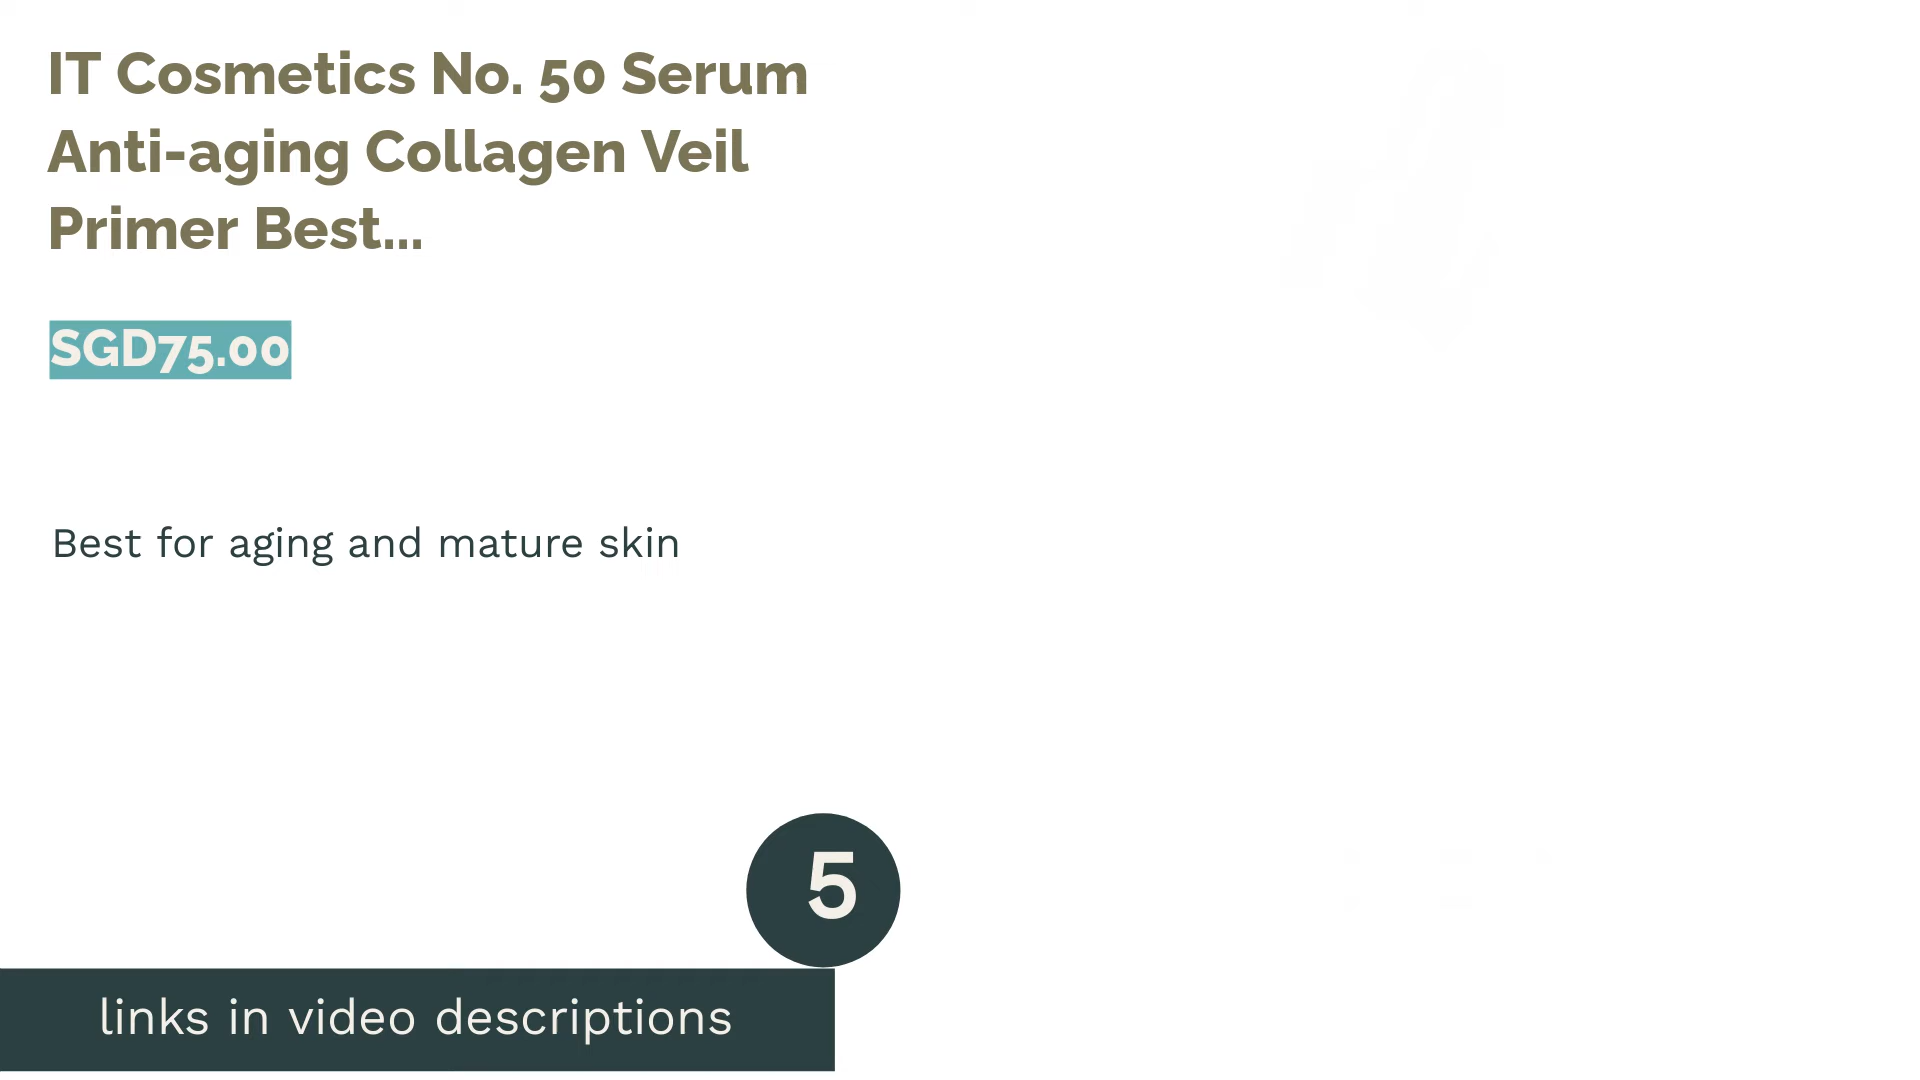 IT Cosmetics No. 50 Serum
Anti-aging Collagen Veil
Primer Best...
SGD75.00
Best for aging and mature skin
5
links in video descriptions